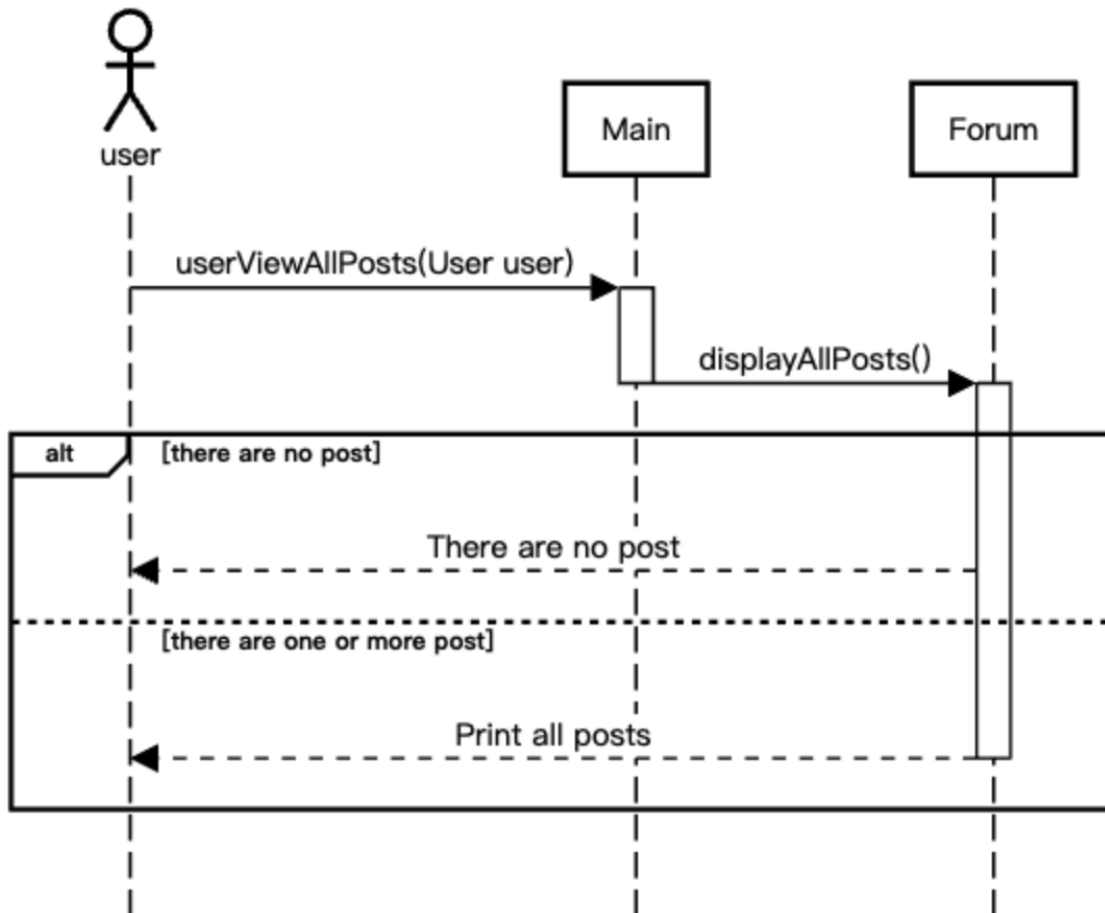 user
Main
Forum
userViewAllPosts(User user)
displayAllPosts()
alt
[there are no post]
There are no post
[there are one or more post]
Print all posts